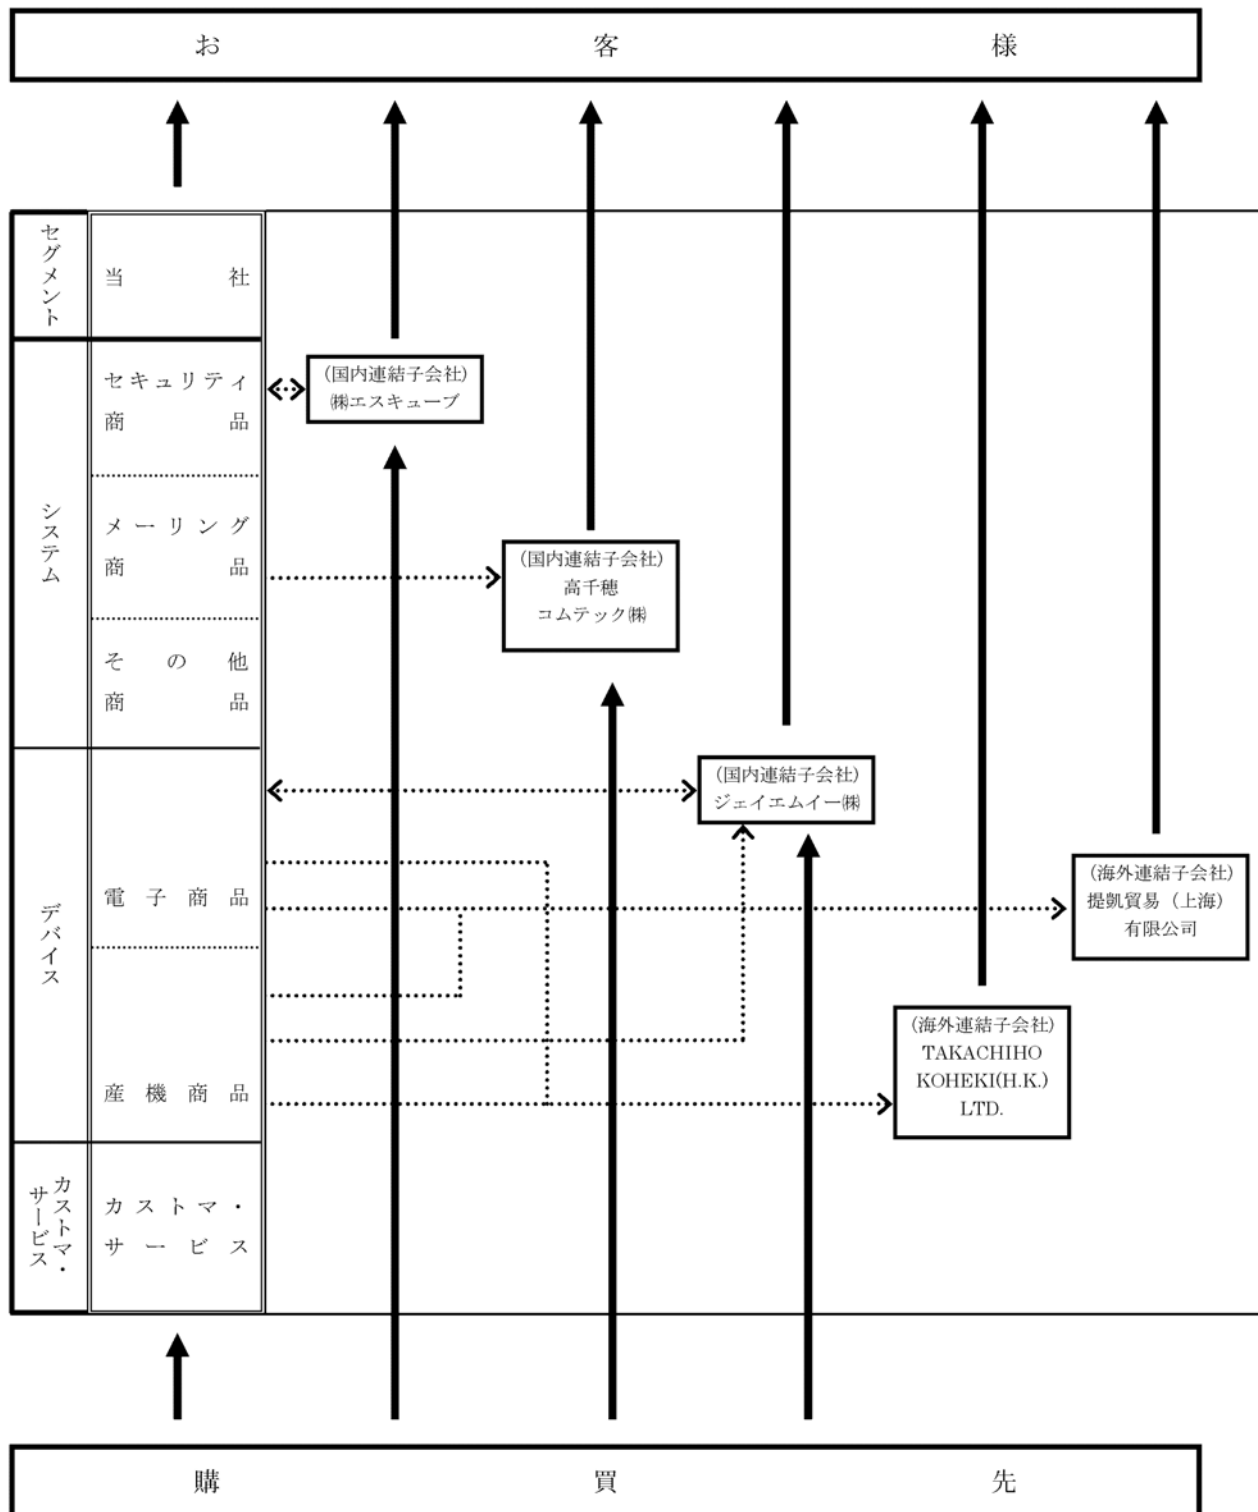 お客様
セグメント
当社
システム
セキュリティ
商品
メーリング
商品
その他
商品
デバイス
電子商品
産機商品
カストマ・
サービス
カストマ・
サービス
(国内連結子会社)
㈱エスキューブ
(国内連結子会社)
高千穂
コムテック㈱
(国内連結子会社)
ジェイエムイー㈱
(海外連結子会社)
提凱貿易(上海)
有限公司
(海外連結子会社)
TAKACHIHO
KOHEKI(H.K.)
LTD.
購買先